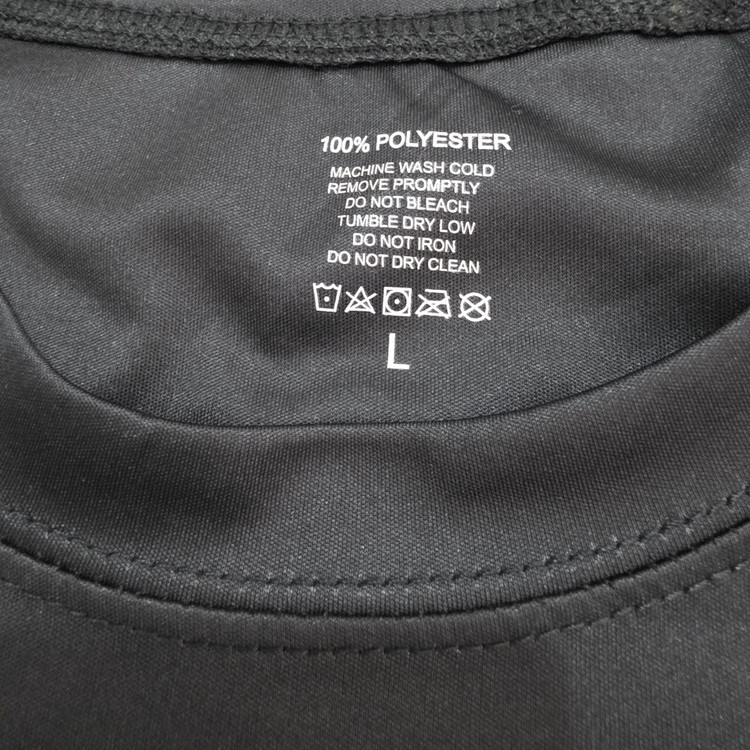 100% POLYESTER
MACHINE WASH COLD
REMOVE PROMPTLY
DO NOT BLEACH
TUMBLE DRY LOW
DO NOT IRON
DO NOT DRY CLEAN
L